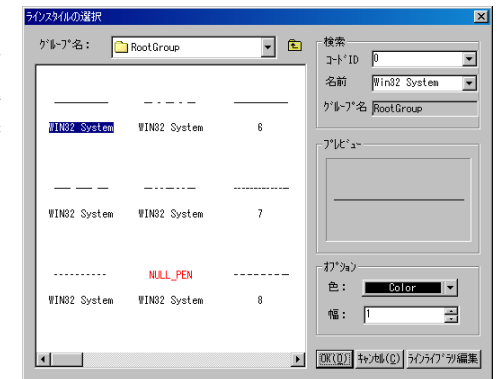 ﾗｲﾝｽﾀｲﾙの選択
ｸﾞﾙｰﾌﾟ名： RootGroup
WIN32 System WIN32 System 6
WIN32 System WIN32 System 7
NULL_PEN
WIN32 System WIN32 System 8
検索
ｺｰﾄﾞID 0
名前 Win32 System
ｸﾞﾙｰﾌﾟ名 RootGroup
ﾌﾟﾚﾋﾞｭｰ
ｵﾌﾟｼｮﾝ
色： Color
幅： 1
OK(O) ｷｬﾝｾﾙ(C) ﾗｲﾝﾗｲﾌﾞﾗﾘ編集